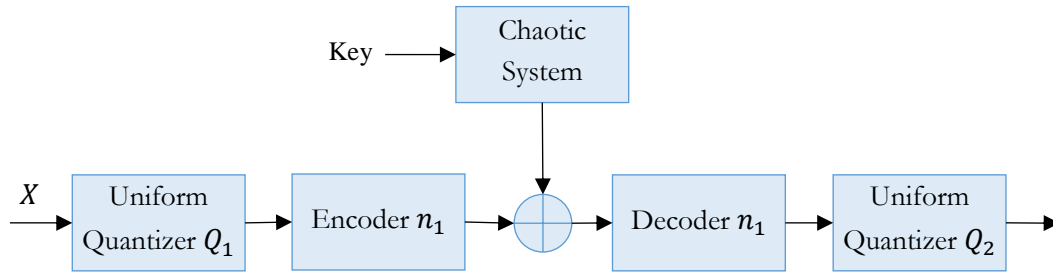 Key
Chaotic
System
X
Uniform
Quantizer Q₁
Encoder n₁
Decoder n₁
Uniform
Quantizer Q₂